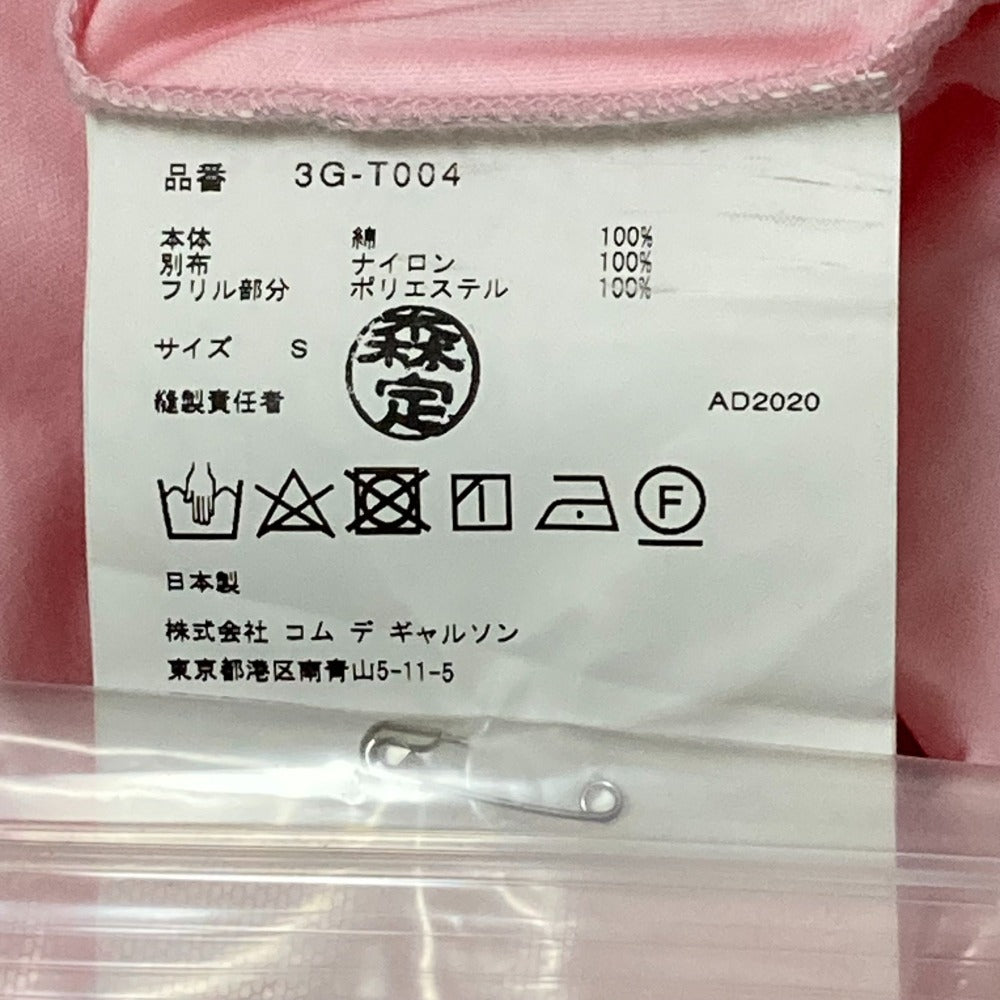 品番 3G-T004
本体 綿 100%
別布 ナイロン 100%
フリル部分 ポリエステル 100%
サイズ S
森定
縫製責任者 AD2020
F
日本製
株式会社 コム デ ギャルソン
東京都港区南青山5-11-5